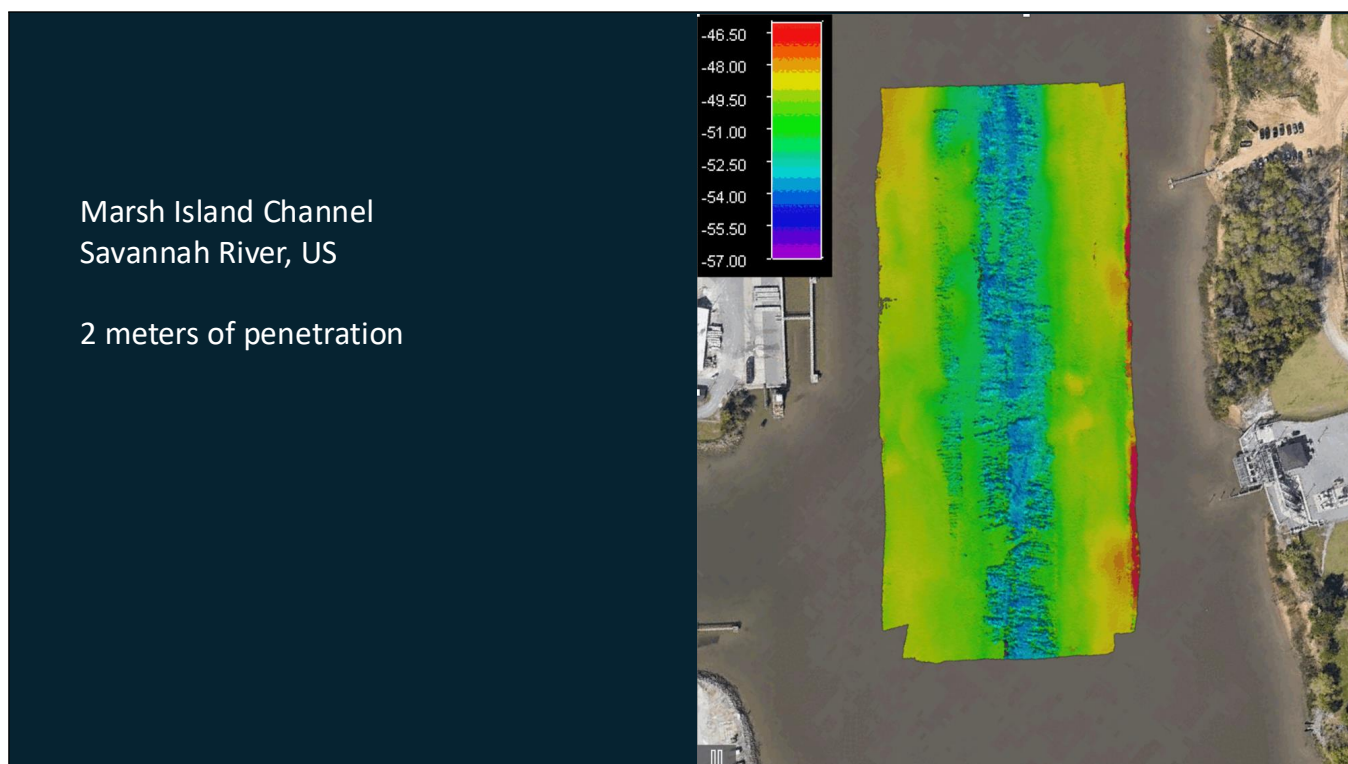 Marsh Island Channel
Savannah River, US
2 meters of penetration
-46.50
-48.00
-49.50
-51.00
-52.50
-54.00
-55.50
-57.00